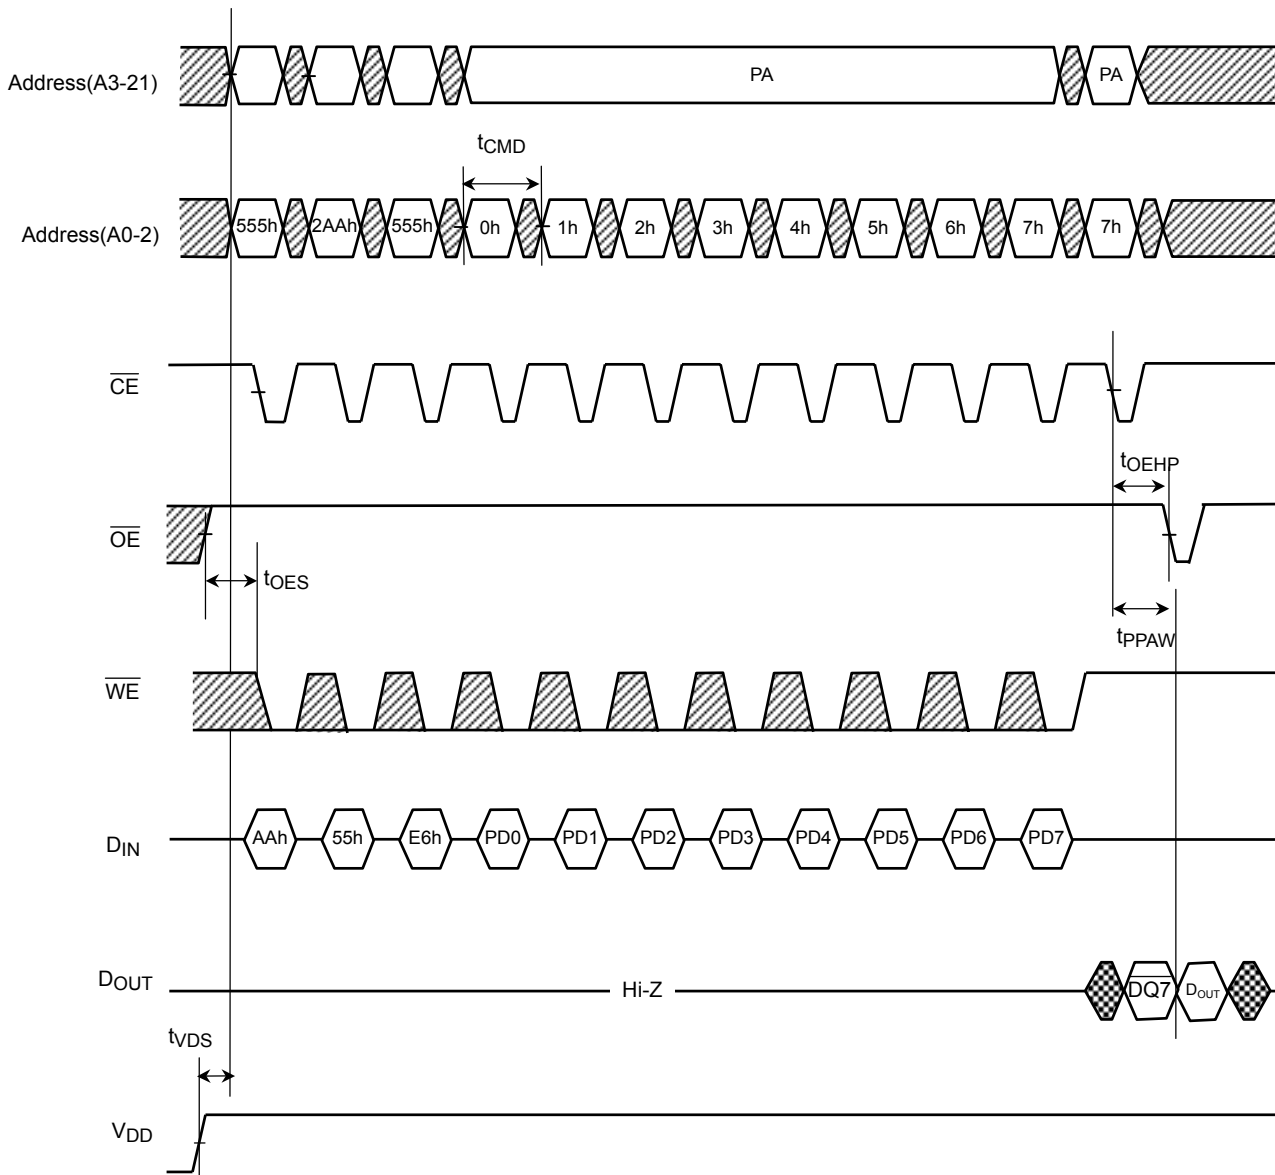 Address(A3-21) PA PA
tCMD
Address(A0-2) 555h 2AAh 555h 0h 1h 2h 3h 4h 5h 6h 7h 7h
CE
tOEHP
OE
tOES
tPPAW
WE
DIN AAh 55h E6h PD0 PD1 PD2 PD3 PD4 PD5 PD6 PD7
DOUT Hi-Z DQ7 DOUT
tVDS
VDD